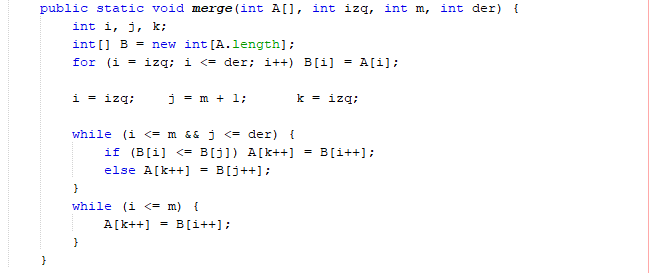 public static void merge(int A[], int izq, int m, int der) {
int i, j, k;
int[] B = new int[A.length];
for (i = izq; i <= der; i++) B[i] = A[i];
i = izq;    j = m + 1;      k = izq;
while (i <= m && j <= der) {
if (B[i] <= B[j]) A[k++] = B[i++];
else A[k++] = B[j++];
}
while (i <= m) {
A[k++] = B[i++];
}
}